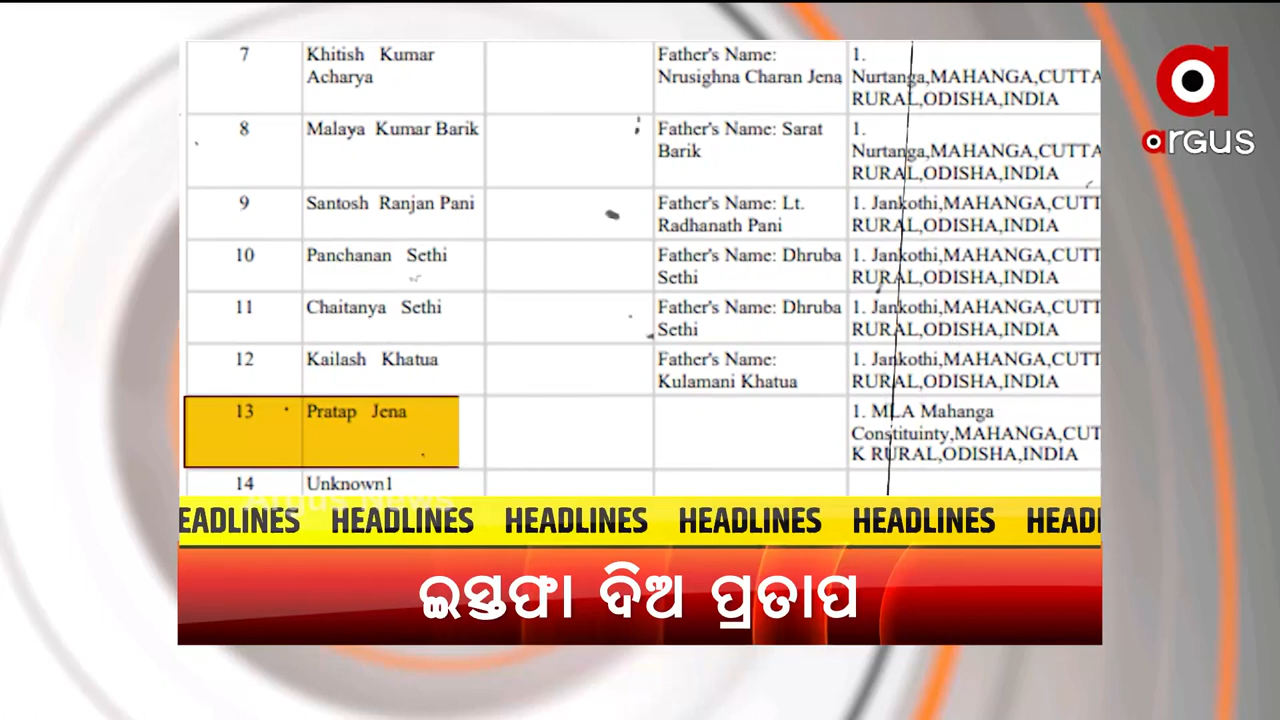 7 Khitish Kumar Father's Name: 1.
Acharya Nrusighna Charan Jena Nurtanga,MAHANGA,CUTTA
RURAL,ODISHA,INDIA
8 Malaya Kumar Barik Father's Name: Sarat 1.
Barik Nurtanga,MAHANGA,CUTTA
RURAL,ODISHA,INDIA
9 Santosh Ranjan Pani Father's Name: Lt. 1. Jankothi,MAHANGA,CUTT
Radhanath Pani RURAL,ODISHA,INDIA
10 Panchanan Sethi Father's Name: Dhruba 1. Jankothi,MAHANGA,CUTT
Sethi RURAL,ODISHA,INDIA
11 Chaitanya Sethi Father's Name: Dhruba 1. Jankothi,MAHANGA,CUTT
Sethi RURAL,ODISHA,INDIA
12 Kailash Khatua Father's Name: 1. Jankothi,MAHANGA,CUTT
Kulamani Khatua RURAL,ODISHA,INDIA
13 Pratap Jena 1. MLA Mahanga
Constituinty,MAHANGA,CUT
K RURAL,ODISHA,INDIA
14 Unknown1
Argus News
EADLINES HEADLINES HEADLINES HEADLINES HEADLINES HEADL
ଇସ୍ତଫା ଦିଅ ପ୍ରତାପ
argus